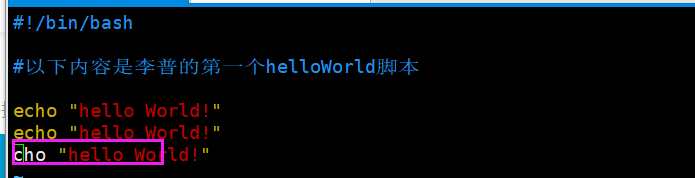 #!/bin/bash
#以下内容是李普的第一个helloWorld脚本
echo "hello World!"
echo "hello World!"
cho "hello World!"
~